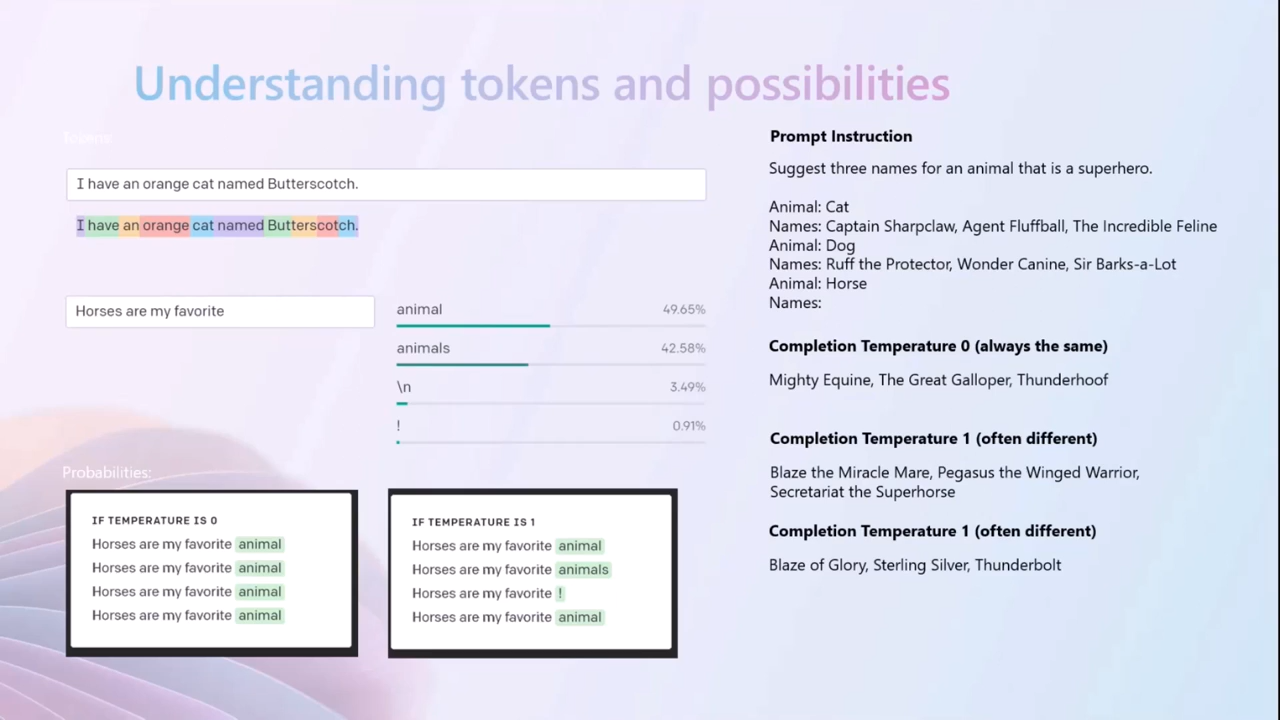 Understanding tokens and possibilities
Tokens:
I have an orange cat named Butterscotch.
I have an orange cat named Butterscotch.
Horses are my favorite
animal 49.65%
animals 42.58%
\n 3.49%
! 0.91%
Probabilities:
IF TEMPERATURE IS 0
Horses are my favorite animal
Horses are my favorite animal
Horses are my favorite animal
Horses are my favorite animal
IF TEMPERATURE IS 1
Horses are my favorite animal
Horses are my favorite animals
Horses are my favorite !
Horses are my favorite animal
Prompt Instruction
Suggest three names for an animal that is a superhero.
Animal: Cat
Names: Captain Sharpclaw, Agent Fluffball, The Incredible Feline
Animal: Dog
Names: Ruff the Protector, Wonder Canine, Sir Barks-a-Lot
Animal: Horse
Names:
Completion Temperature 0 (always the same)
Mighty Equine, The Great Galloper, Thunderhoof
Completion Temperature 1 (often different)
Blaze the Miracle Mare, Pegasus the Winged Warrior,
Secretariat the Superhorse
Completion Temperature 1 (often different)
Blaze of Glory, Sterling Silver, Thunderbolt